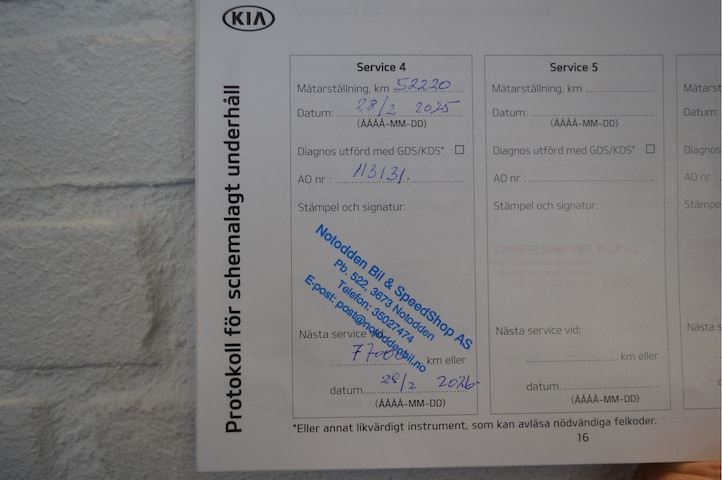 KIA
Protokoll för schemalagt underhåll
Service 4
Mätarställning, km 52220
Datum: 28/2 2025
(ÅÅÅÅ-MM-DD)
Diagnos utförd med GDS/KDS*
AO nr : 113131.
Stämpel och signatur:
Notodden Bil & SpeedShop AS
Pb. 522, 3673 Notodden
Telefon: 35027474
E-post: post@notoddenbil.no
Nästa service
77000 km eller
datum 28/2 2026
(ÅÅÅÅ-MM-DD)
Service 5
Mätarställning, km
Datum:
(ÅÅÅÅ-MM-DD)
Diagnos utförd med GDS/KDS*
AO nr :
Stämpel och signatur:
Nästa service vid;
km eller
datum
(ÅÅÅÅ-MM-DD)
Datum:
AO nr :
*Eller annat likvärdigt instrument, som kan avläsa nödvändiga felkoder.
16